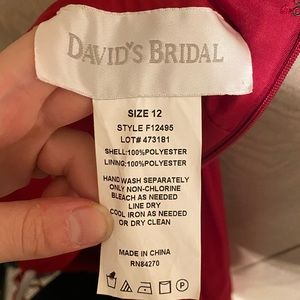 DAVID'S BRIDAL
SIZE 12
STYLE F12495
LOT# 473181
SHELL:100%POLYESTER
LINING:100%POLYESTER
HAND WASH SEPARATELY
ONLY NON-CHLORINE
BLEACH AS NEEDED
LINE DRY
COOL IRON AS NEEDED
OR DRY CLEAN
MADE IN CHINA
RN84270